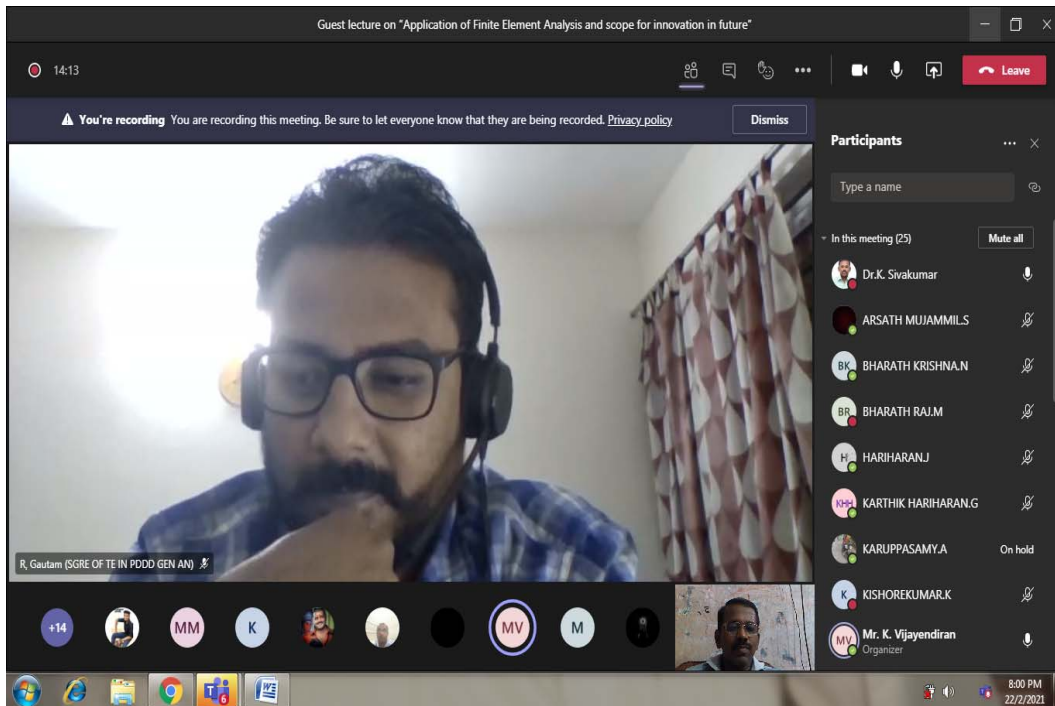 Guest lecture on "Application of Finite Element Analysis and scope for innovation in future"
14:13
Leave
You're recording You are recording this meeting. Be sure to let everyone know that they are being recorded. Privacy policy
Dismiss
Participants
Type a name
In this meeting (25)
Mute all
Dr.K. Sivakumar
ARSATH MUJAMMIL.S
BK
BHARATH KRISHNA.N
BR
BHARATH RAJ.M
H
HARIHARAN.J
KHH
KARTHIK HARIHARAN.G
KARUPPASAMY.A
On hold
K
KISHOREKUMAR.K
MV
Mr. K. Vijayendiran
Organizer
R, Gautam (SGRE OF TE IN PDDD GEN AN)
+14
MM
K
MV
M
6
8:00 PM
22/2/2021